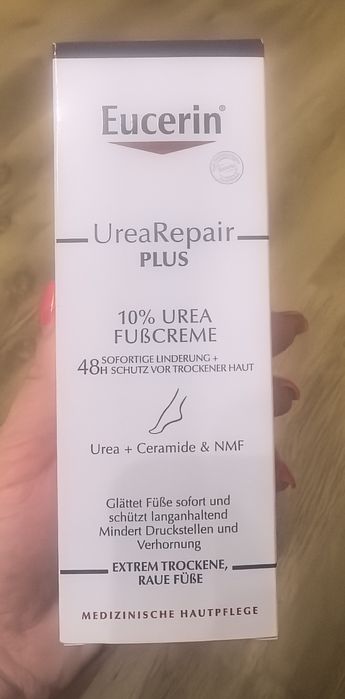 Eucerin®
UreaRepair
PLUS
10% UREA
FUßCREME
48H SOFORTIGE LINDERUNG +
SCHUTZ VOR TROCKENER HAUT
Urea + Ceramide & NMF
Glättet Füße sofort und
schützt langanhaltend
Mindert Druckstellen und
Verhornung
EXTREM TROCKENE,
RAUE FÜßE
MEDIZINISCHE HAUTPFLEGE